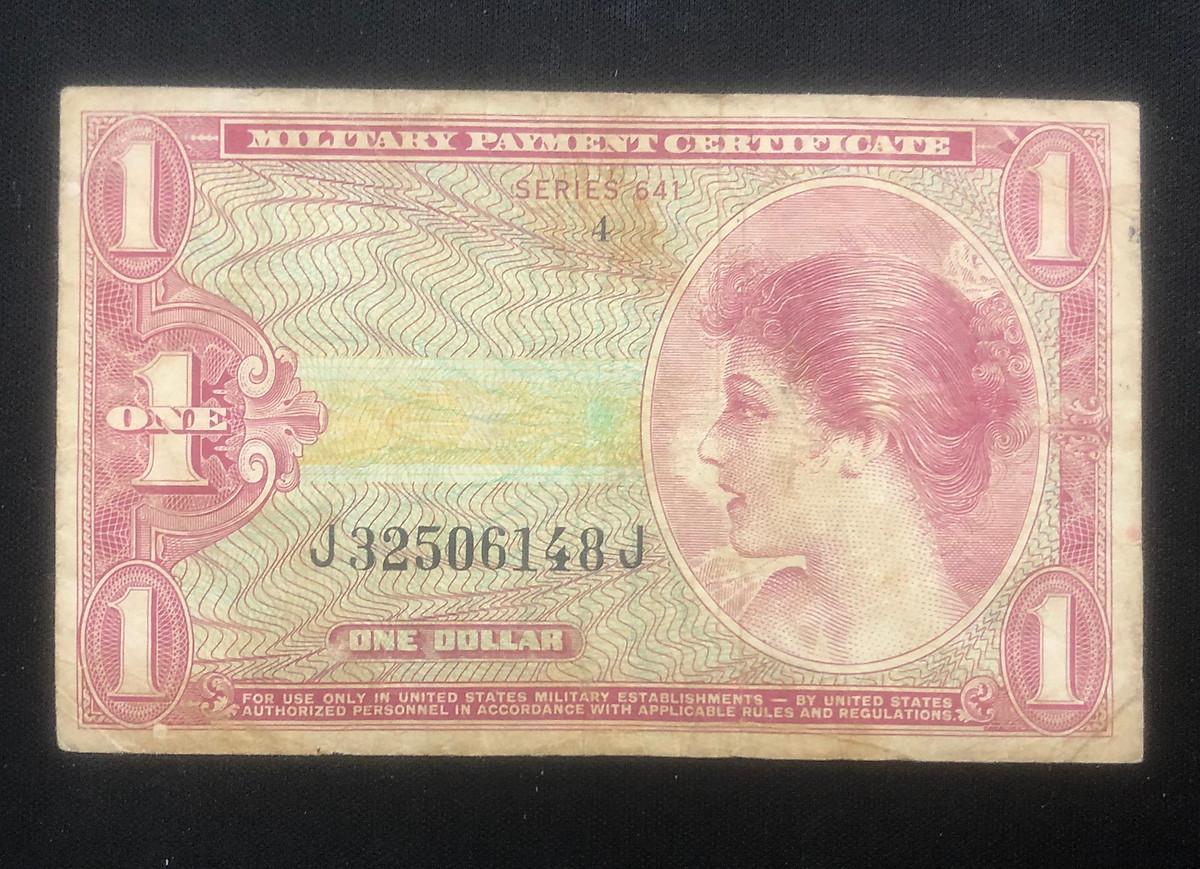 1 MILITARY PAYMENT CERTIFICATE 1
SERIES 641
4
1
ONE
J32506148J
ONE DOLLAR
1 1
FOR USE ONLY IN UNITED STATES MILITARY ESTABLISHMENTS — BY UNITED STATES
AUTHORIZED PERSONNEL IN ACCORDANCE WITH APPLICABLE RULES AND REGULATIONS.